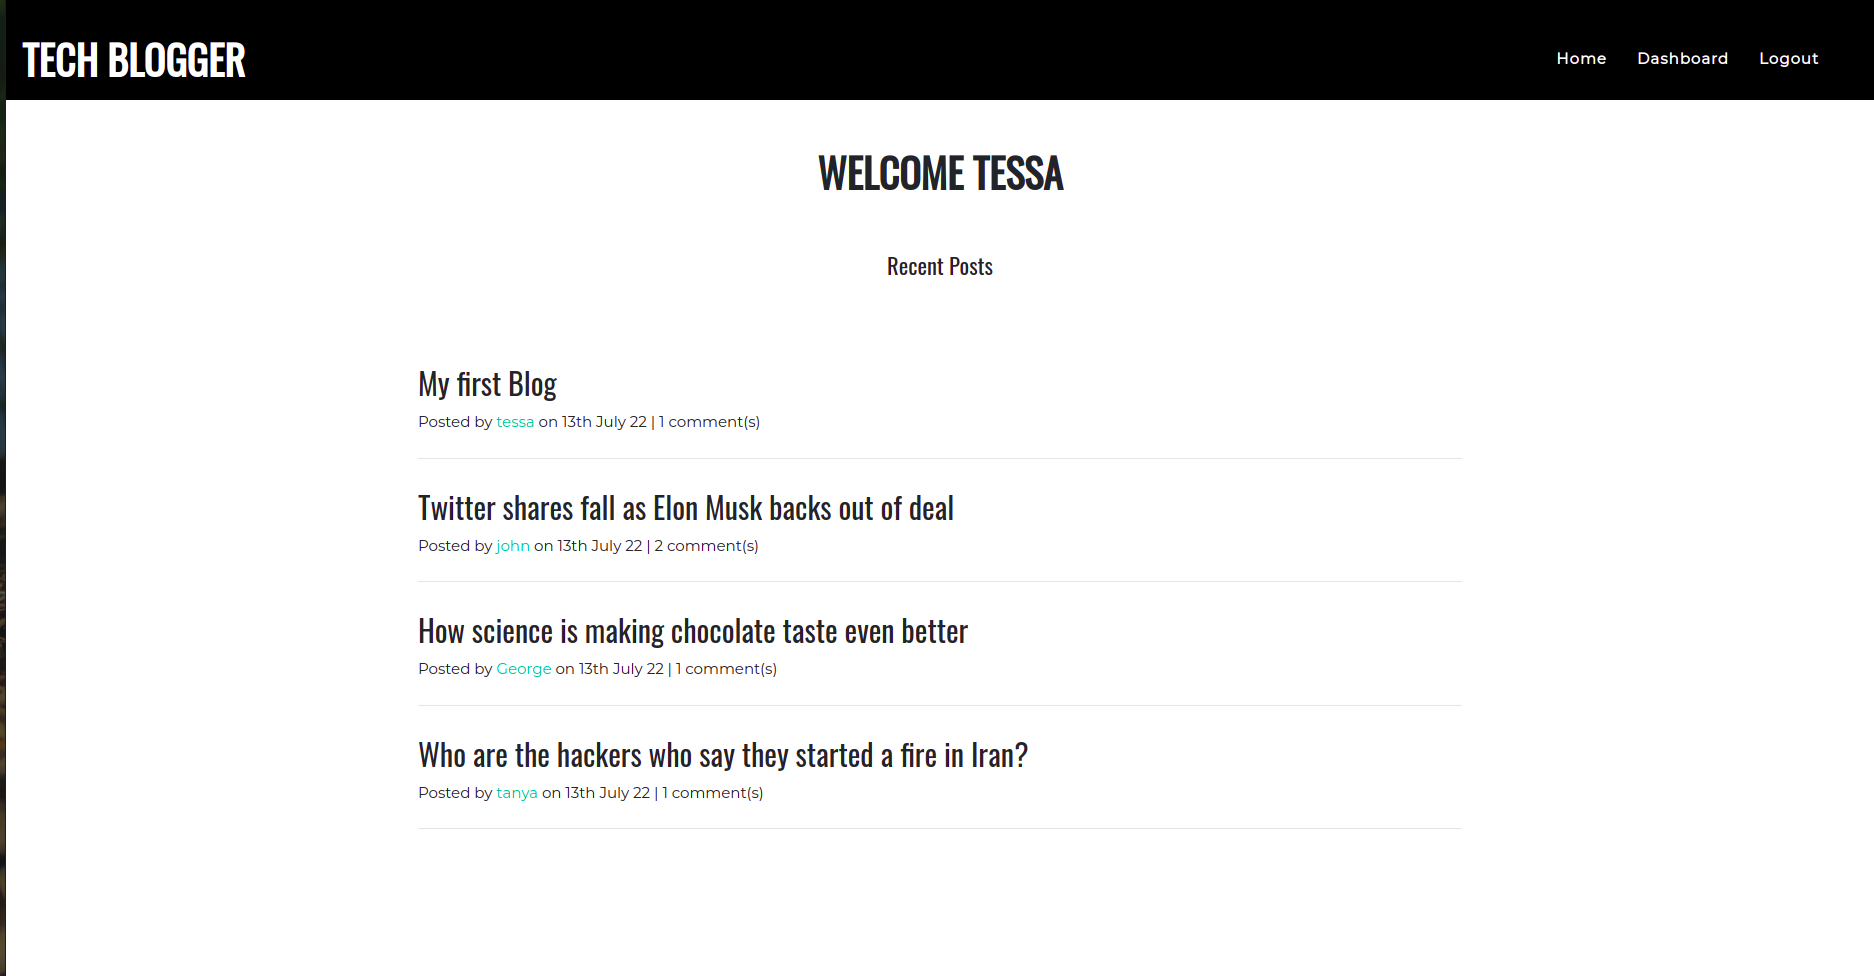 TECH BLOGGER
Home Dashboard Logout
WELCOME TESSA
Recent Posts
My first Blog
Posted by tessa on 13th July 22 | 1 comment(s)
Twitter shares fall as Elon Musk backs out of deal
Posted by john on 13th July 22 | 2 comment(s)
How science is making chocolate taste even better
Posted by George on 13th July 22 | 1 comment(s)
Who are the hackers who say they started a fire in Iran?
Posted by tanya on 13th July 22 | 1 comment(s)